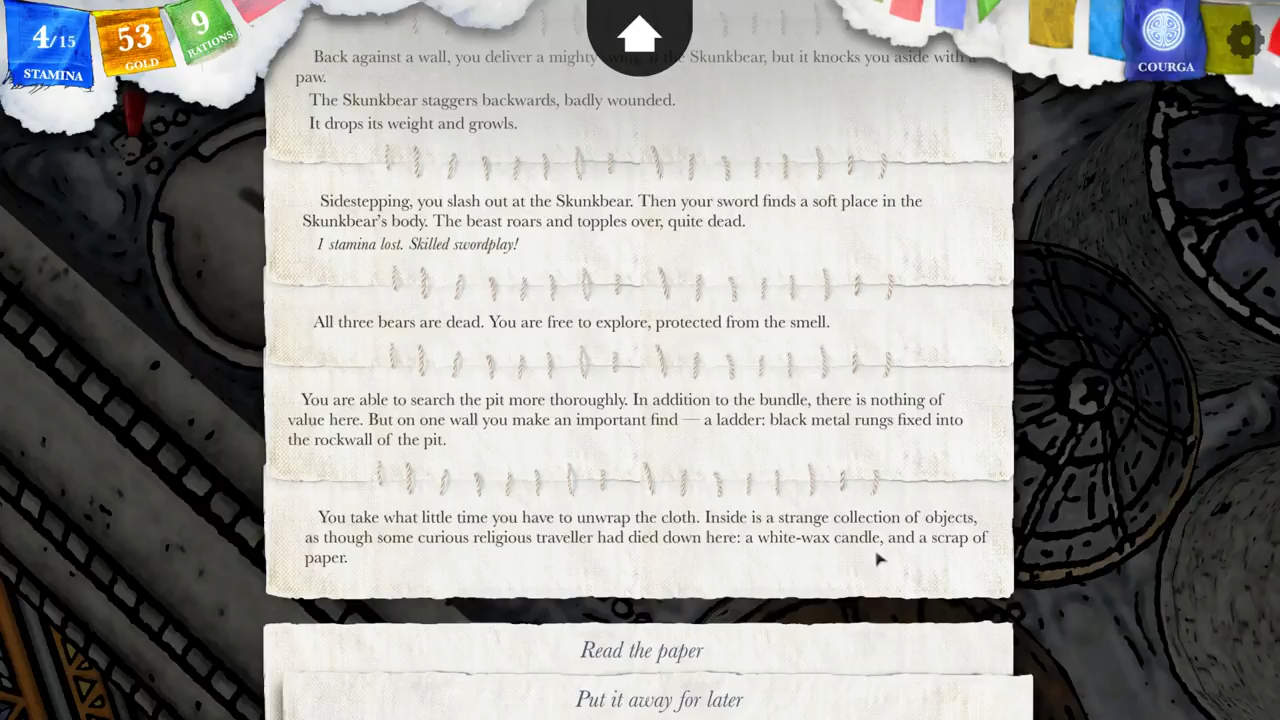 4/15
STAMINA
53
GOLD
9
RATIONS
COURGA
Back against a wall, you deliver a mighty swing at the Skunkbear, but it knocks you aside with a
paw.
The Skunkbear staggers backwards, badly wounded.
It drops its weight and growls.
Sidestepping, you slash out at the Skunkbear. Then your sword finds a soft place in the
Skunkbear's body. The beast roars and topples over, quite dead.
1 stamina lost. Skilled swordplay!
All three bears are dead. You are free to explore, protected from the smell.
You are able to search the pit more thoroughly. In addition to the bundle, there is nothing of
value here. But on one wall you make an important find — a ladder: black metal rungs fixed into
the rockwall of the pit.
You take what little time you have to unwrap the cloth. Inside is a strange collection of objects,
as though some curious religious traveller had died down here: a white-wax candle, and a scrap of
paper.
Read the paper
Put it away for later